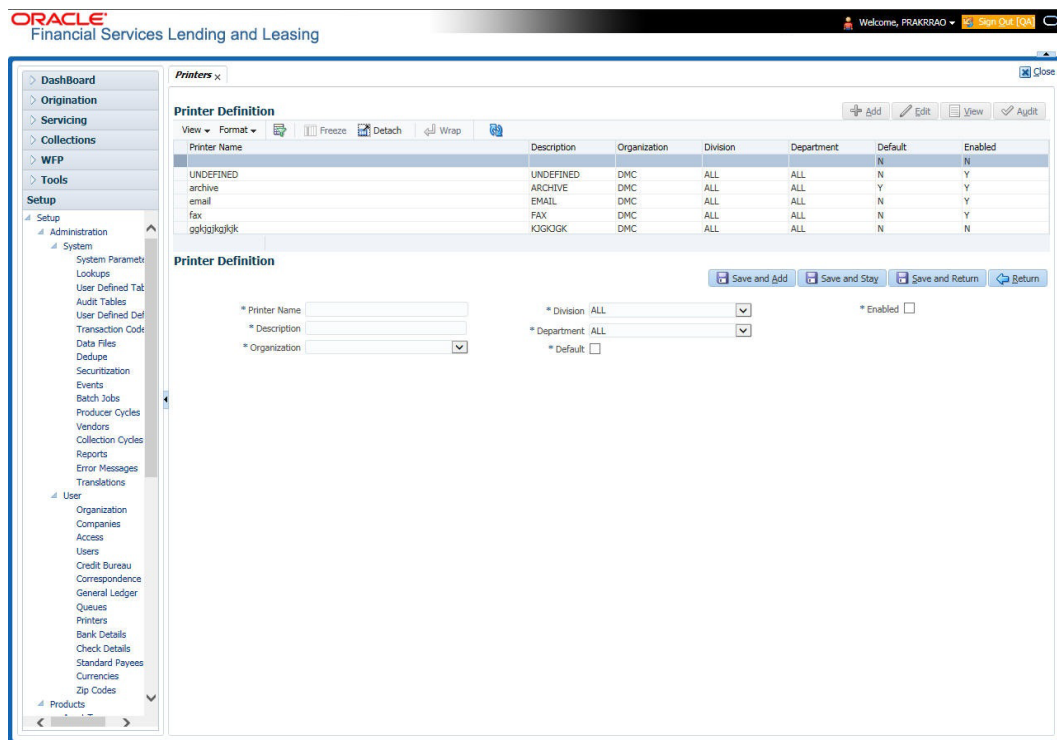 ORACLE
Financial Services Lending and Leasing
Welcome, PRAKRRAO
Sign Out [QA]
Close
DashBoard
Origination
Servicing
Collections
WFP
Tools
Setup
Setup
Administration
System
System Paramete
Lookups
User Defined Tab
Audit Tables
User Defined Def
Transaction Code
Data Files
Dedupe
Securitization
Events
Batch Jobs
Producer Cycles
Vendors
Collection Cycles
Reports
Error Messages
Translations
User
Organization
Companies
Access
Users
Credit Bureau
Correspondence
General Ledger
Queues
Printers
Bank Details
Check Details
Standard Payees
Currencies
Zip Codes
Products
Printers x
Printer Definition
Add Edit View Audit
View Format Freeze Detach Wrap
Printer Name Description Organization Division Department Default Enabled
N N
UNDEFINED UNDEFINED DMC ALL ALL N Y
archive ARCHIVE DMC ALL ALL Y Y
email EMAIL DMC ALL ALL N Y
fax FAX DMC ALL ALL N Y
ggkjgjkgjkjk KJGKJGK DMC ALL ALL N N
Printer Definition
Save and Add Save and Stay Save and Return Return
* Printer Name * Division ALL * Enabled
* Description * Department ALL
* Organization * Default